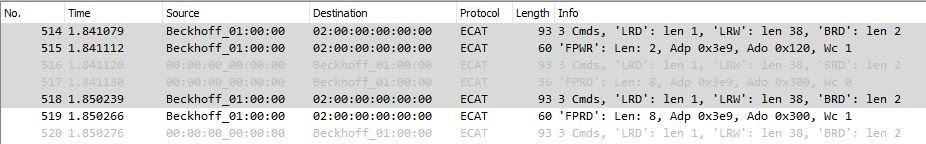 No. Time Source Destination Protocol Length Info
514 1.841079 Beckhoff_01:00:00 02:00:00:00:00:00 ECAT 93 3 Cmds, 'LRD': len 1, 'LRW': len 38, 'BRD': len 2
515 1.841112 Beckhoff_01:00:00 02:00:00:00:00:00 ECAT 60 'FPWR': Len: 2, Adp 0x3e9, Ado 0x120, Wc 1
516 1.841120 00:00:00_00:00:00 Beckhoff_01:00:00 ECAT 93 3 Cmds, 'LRD': len 1, 'LRW': len 38, 'BRD': len 2
517 1.841130 00:00:00_00:00:00 Beckhoff_01:00:00 ECAT 36 'FPRD': Len: 8, Adp 0x3e9, Ado 0x300, Wc 0
518 1.850239 Beckhoff_01:00:00 02:00:00:00:00:00 ECAT 93 3 Cmds, 'LRD': len 1, 'LRW': len 38, 'BRD': len 2
519 1.850266 Beckhoff_01:00:00 02:00:00:00:00:00 ECAT 60 'FPRD': Len: 8, Adp 0x3e9, Ado 0x300, Wc 1
520 1.850276 00:00:00_00:00:00 Beckhoff_01:00:00 ECAT 93 3 Cmds, 'LRD': len 1, 'LRW': len 38, 'BRD': len 2